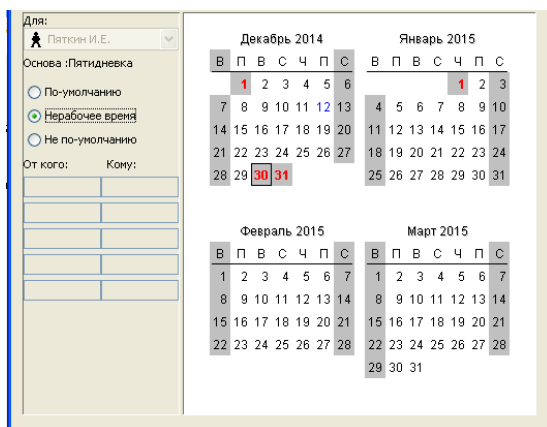 Для:
Пяткин И.Е.
Основа :Пятидневка
По-умолчанию
Нерабочее время
Не по-умолчанию
От кого: Кому:
Декабрь 2014
В П В С Ч П С
1 2 3 4 5 6
7 8 9 10 11 12 13
14 15 16 17 18 19 20
21 22 23 24 25 26 27
28 29 30 31
Январь 2015
В П В С Ч П С
1 2 3
4 5 6 7 8 9 10
11 12 13 14 15 16 17
18 19 20 21 22 23 24
25 26 27 28 29 30 31
Февраль 2015
В П В С Ч П С
1 2 3 4 5 6 7
8 9 10 11 12 13 14
15 16 17 18 19 20 21
22 23 24 25 26 27 28
Март 2015
В П В С Ч П С
1 2 3 4 5 6 7
8 9 10 11 12 13 14
15 16 17 18 19 20 21
22 23 24 25 26 27 28
29 30 31